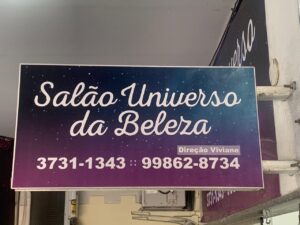 Salão Universo
da Beleza
Direção Viviane
3731-1343 :: 99862-8734